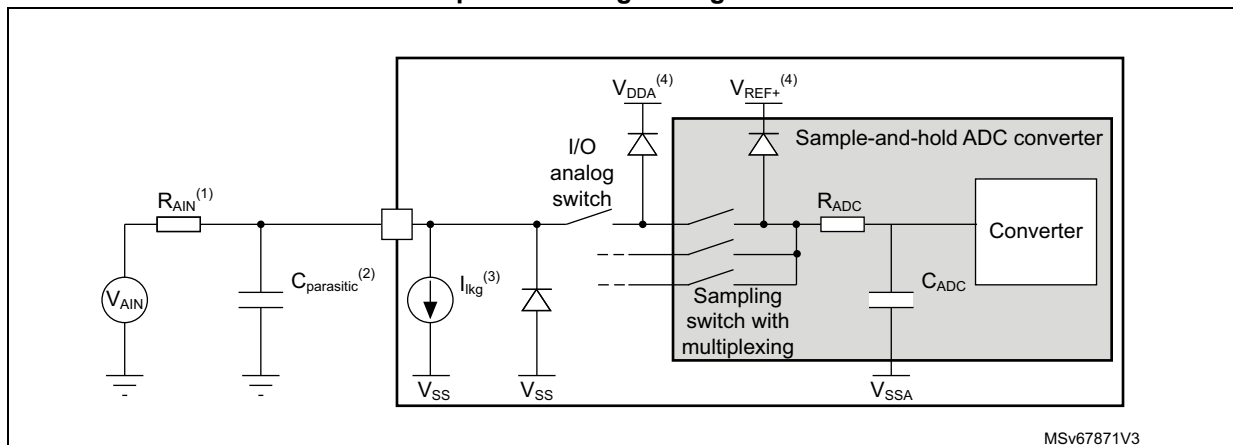 V_DDA^(4)
V_REF+^(4)
Sample-and-hold ADC converter
I/O
analog
switch
R_AIN^(1)
R_ADC
Converter
V_AIN
C_parasitic^(2)
I_lkg^(3)
C_ADC
Sampling
switch with
multiplexing
V_SS
V_SS
V_SSA
MSv67871V3